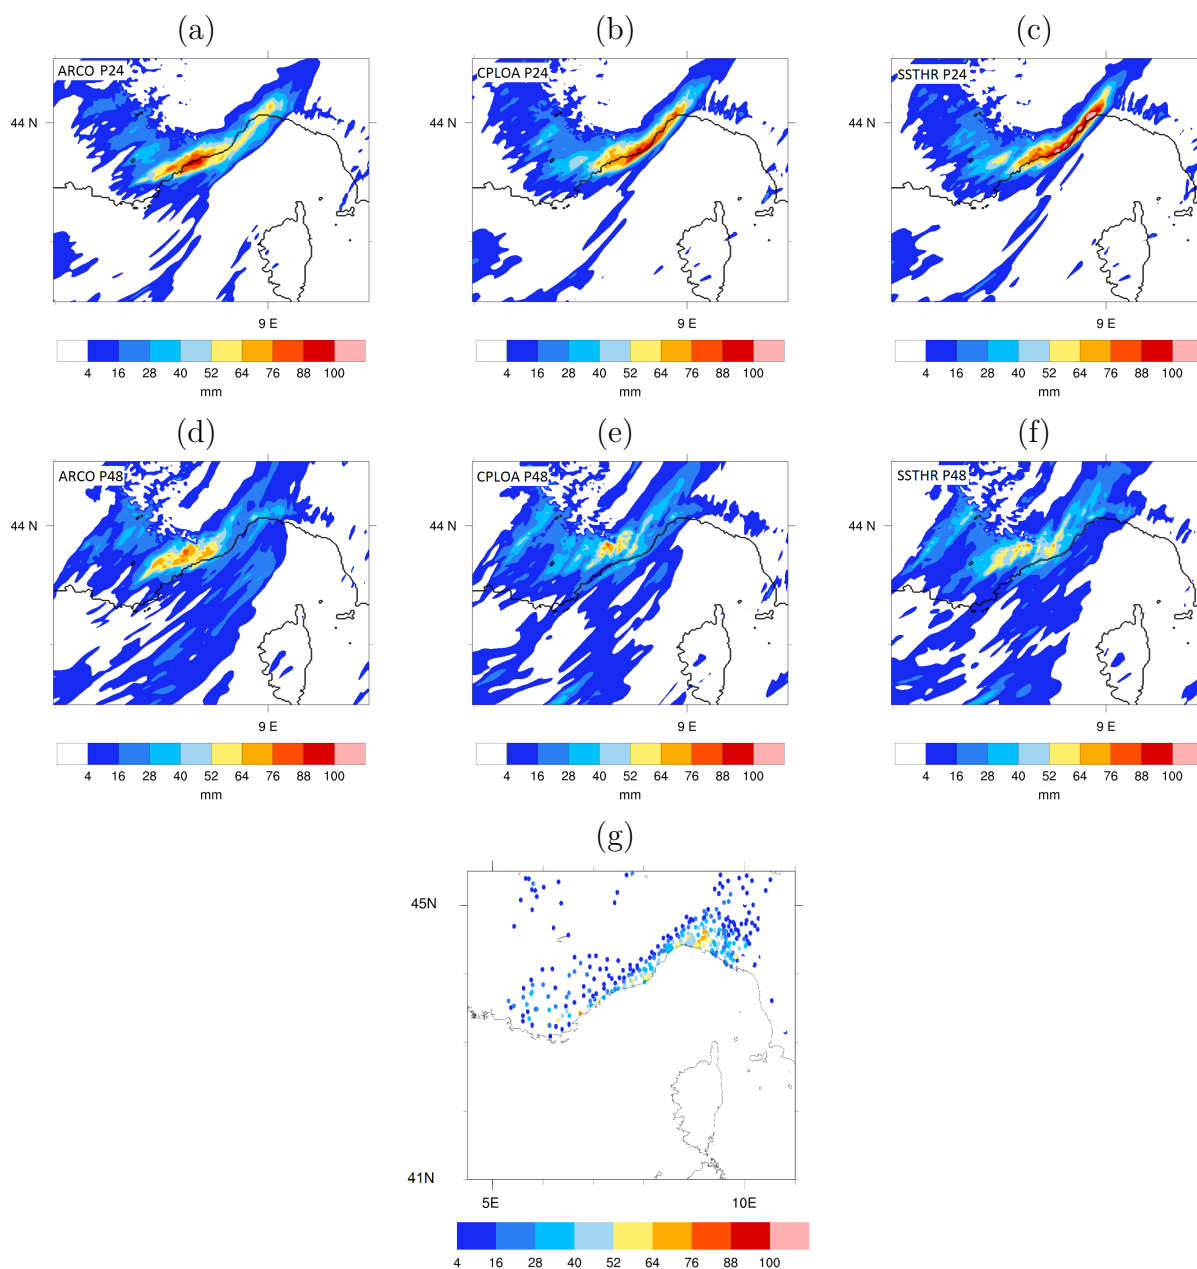 (a) (b) (c)
ARCO P24 CPLOA P24 SSTHR P24
44 N 44 N 44 N
9 E 9 E 9 E
4 16 28 40 52 64 76 88 100 4 16 28 40 52 64 76 88 100 4 16 28 40 52 64 76 88 100
mm mm mm
(d) (e) (f)
ARCO P48 CPLOA P48 SSTHR P48
44 N 44 N 44 N
9 E 9 E 9 E
4 16 28 40 52 64 76 88 100 4 16 28 40 52 64 76 88 100 4 16 28 40 52 64 76 88 100
mm mm mm
(g)
45N
41N
5E 10E
4 16 28 40 52 64 76 88 100